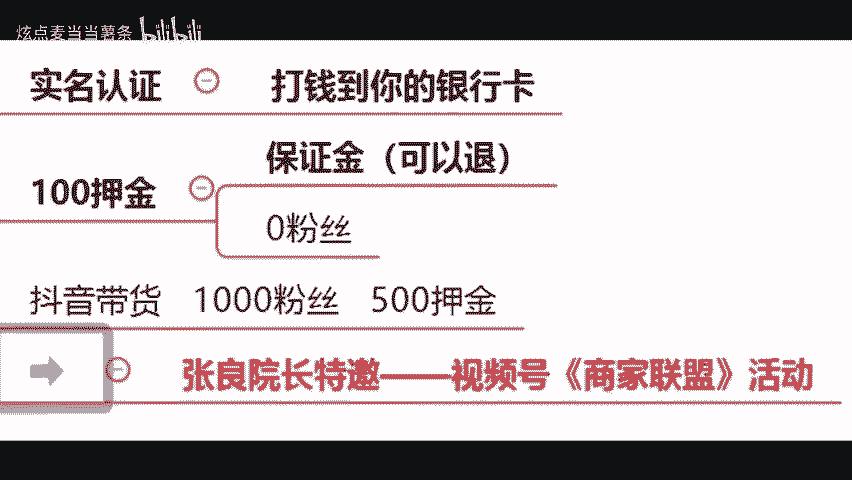 炫点麦当当薯条 bilibili
实名认证 打钱到你的银行卡
保证金（可以退）
100押金
0粉丝
抖音带货 1000粉丝 500押金
张良院长特邀——视频号《商家联盟》活动